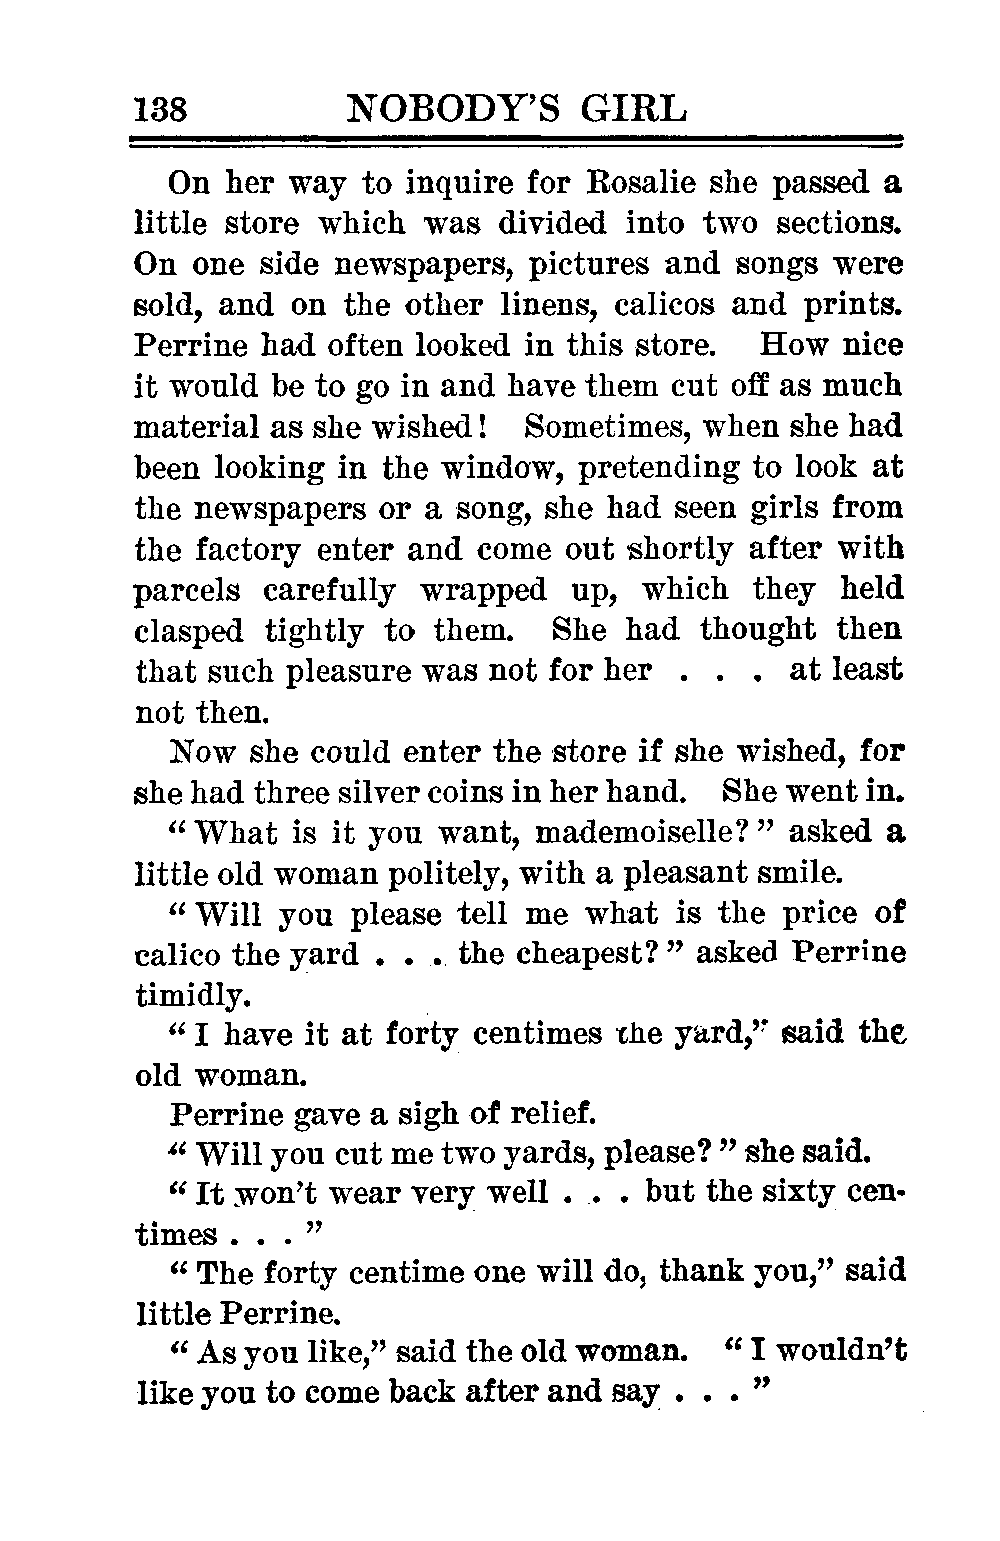 138 NOBODY'S GIRL
On her way to inquire for Rosalie she passed a
little store which was divided into two sections.
On one side newspapers, pictures and songs were
sold, and on the other linens, calicos and prints.
Perrine had often looked in this store. How nice
it would be to go in and have them cut off as much
material as she wished! Sometimes, when she had
been looking in the window, pretending to look at
the newspapers or a song, she had seen girls from
the factory enter and come out shortly after with
parcels carefully wrapped up, which they held
clasped tightly to them. She had thought then
that such pleasure was not for her . . . at least
not then.
Now she could enter the store if she wished, for
she had three silver coins in her hand. She went in.
“ What is it you want, mademoiselle? ” asked a
little old woman politely, with a pleasant smile.
“ Will you please tell me what is the price of
calico the yard . . . the cheapest? ” asked Perrine
timidly.
“ I have it at forty centimes the yard,” said the
old woman.
Perrine gave a sigh of relief.
“ Will you cut me two yards, please? ” she said.
“ It won't wear very well . . . but the sixty cen-
times . . . ”
“ The forty centime one will do, thank you,” said
little Perrine.
“ As you like,” said the old woman. “ I wouldn't
like you to come back after and say . . . ”